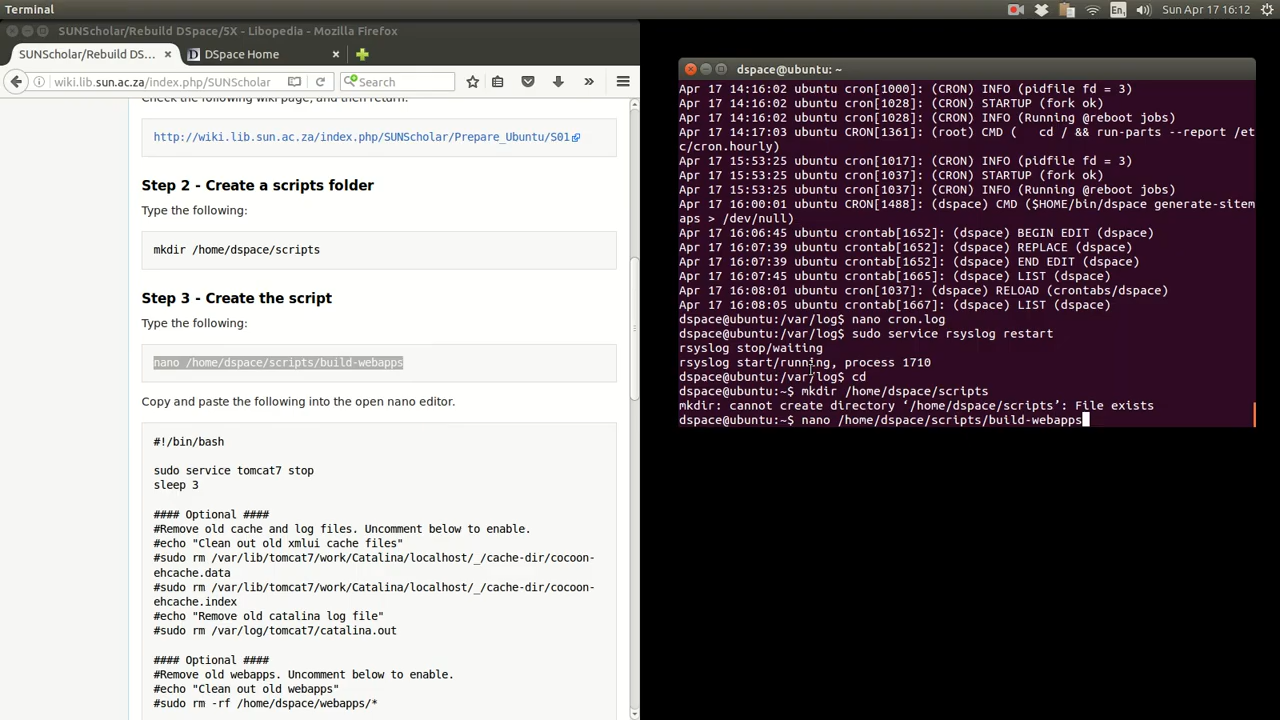 Terminal
En1
Sun Apr 17 16:12
SUNScholar/Rebuild DSpace/5X - Libopedia - Mozilla Firefox
SUNScholar/Rebuild DS... ×
DSpace Home ×
wiki.lib.sun.ac.za/index.php/SUNScholar
Search
Check the following wiki page, and then return:
http://wiki.lib.sun.ac.za/index.php/SUNScholar/Prepare_Ubuntu/S01
Step 2 - Create a scripts folder
Type the following:
mkdir /home/dspace/scripts
Step 3 - Create the script
Type the following:
nano /home/dspace/scripts/build-webapps
Copy and paste the following into the open nano editor.
#!/bin/bash
sudo service tomcat7 stop
sleep 3
#### Optional ####
#Remove old cache and log files. Uncomment below to enable.
#echo "Clean out old xmlui cache files"
#sudo rm /var/lib/tomcat7/work/Catalina/localhost/_/cache-dir/cocoon-
ehcache.data
#sudo rm /var/lib/tomcat7/work/Catalina/localhost/_/cache-dir/cocoon-
ehcache.index
#echo "Remove old catalina log file"
#sudo rm /var/log/tomcat7/catalina.out
#### Optional ####
#Remove old webapps. Uncomment below to enable.
#echo "Clean out old webapps"
#sudo rm -rf /home/dspace/webapps/*
dspace@ubuntu: ~
Apr 17 14:16:02 ubuntu cron[1000]: (CRON) INFO (pidfile fd = 3)
Apr 17 14:16:02 ubuntu cron[1028]: (CRON) STARTUP (fork ok)
Apr 17 14:16:02 ubuntu cron[1028]: (CRON) INFO (Running @reboot jobs)
Apr 17 14:17:03 ubuntu CRON[1361]: (root) CMD (   cd / && run-parts --report /et
c/cron.hourly)
Apr 17 15:53:25 ubuntu cron[1017]: (CRON) INFO (pidfile fd = 3)
Apr 17 15:53:25 ubuntu cron[1037]: (CRON) STARTUP (fork ok)
Apr 17 15:53:25 ubuntu cron[1037]: (CRON) INFO (Running @reboot jobs)
Apr 17 16:00:01 ubuntu CRON[1488]: (dspace) CMD ($HOME/bin/dspace generate-sitem
aps > /dev/null)
Apr 17 16:06:45 ubuntu crontab[1652]: (dspace) BEGIN EDIT (dspace)
Apr 17 16:07:39 ubuntu crontab[1652]: (dspace) REPLACE (dspace)
Apr 17 16:07:39 ubuntu crontab[1652]: (dspace) END EDIT (dspace)
Apr 17 16:07:45 ubuntu crontab[1665]: (dspace) LIST (dspace)
Apr 17 16:08:01 ubuntu cron[1037]: (dspace) RELOAD (crontabs/dspace)
Apr 17 16:08:05 ubuntu crontab[1667]: (dspace) LIST (dspace)
dspace@ubuntu:/var/log$ nano cron.log
dspace@ubuntu:/var/log$ sudo service rsyslog restart
rsyslog stop/waiting
rsyslog start/running, process 1710
dspace@ubuntu:/var/log$ cd
dspace@ubuntu:~$ mkdir /home/dspace/scripts
mkdir: cannot create directory ‘/home/dspace/scripts’: File exists
dspace@ubuntu:~$ nano /home/dspace/scripts/build-webapps